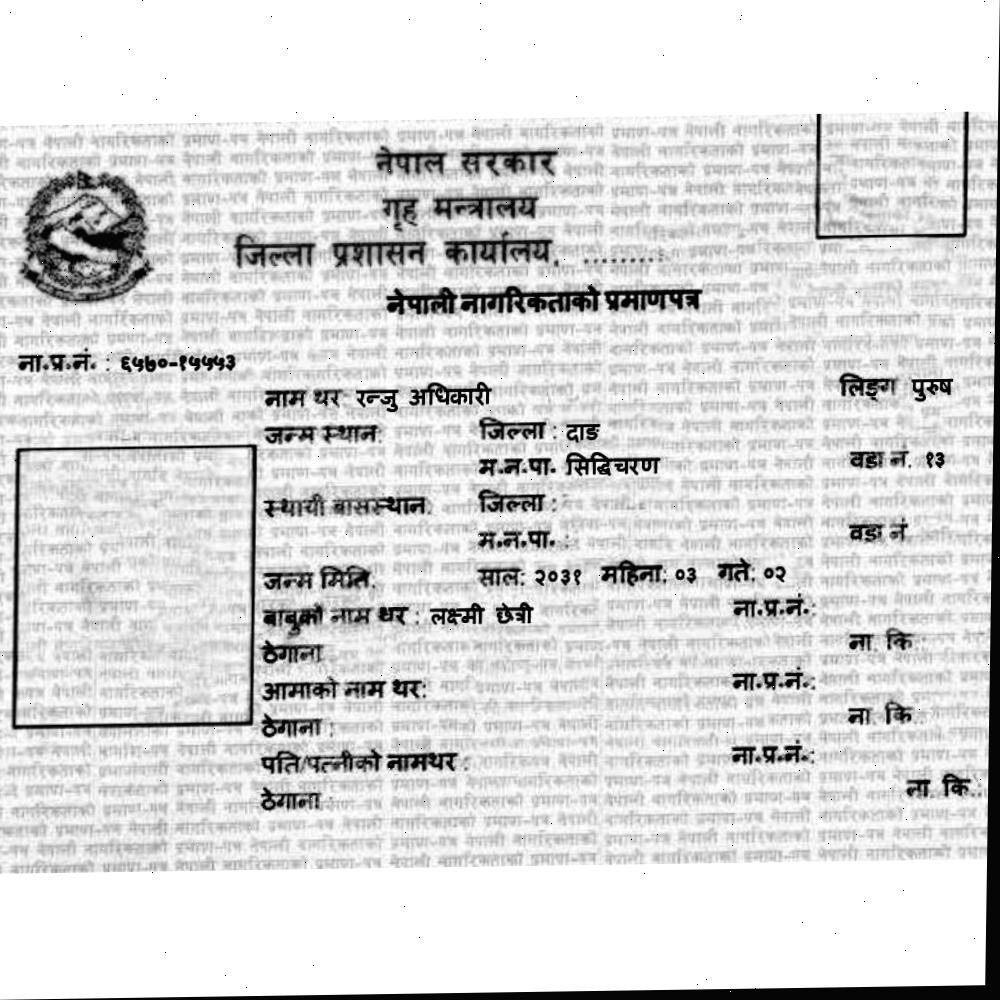 नेपाल सरकार
गृह मन्त्रालय
जिल्ला प्रशासन कार्यालय, .........
नेपाली नागरिकताको प्रमाणपत्र
ना॰प्र॰नं॰ : ६५७०-१५५५३
नाम थर: रन्जु अधिकारी लिङ्ग पुरुष
जन्म स्थान: जिल्ला : दाङ
म॰न॰पा॰ सिद्धिचरण वडा नं. १३
स्थायी बासस्थान: जिल्ला :
म॰न॰पा॰ : वडा नं
जन्म मिति: साल: २०३१ महिना: ०३ गते: ०२
बाबुको नाम थर : लक्ष्मी छेत्री ना॰प्र॰नं॰:
ठेगाना ना. कि :
आमाको नाम थर: ना॰प्र॰नं॰:
ठेगाना : ना. कि :
पति/पत्नीको नामथर : ना॰प्र॰नं॰:
ठेगाना : ना. कि :